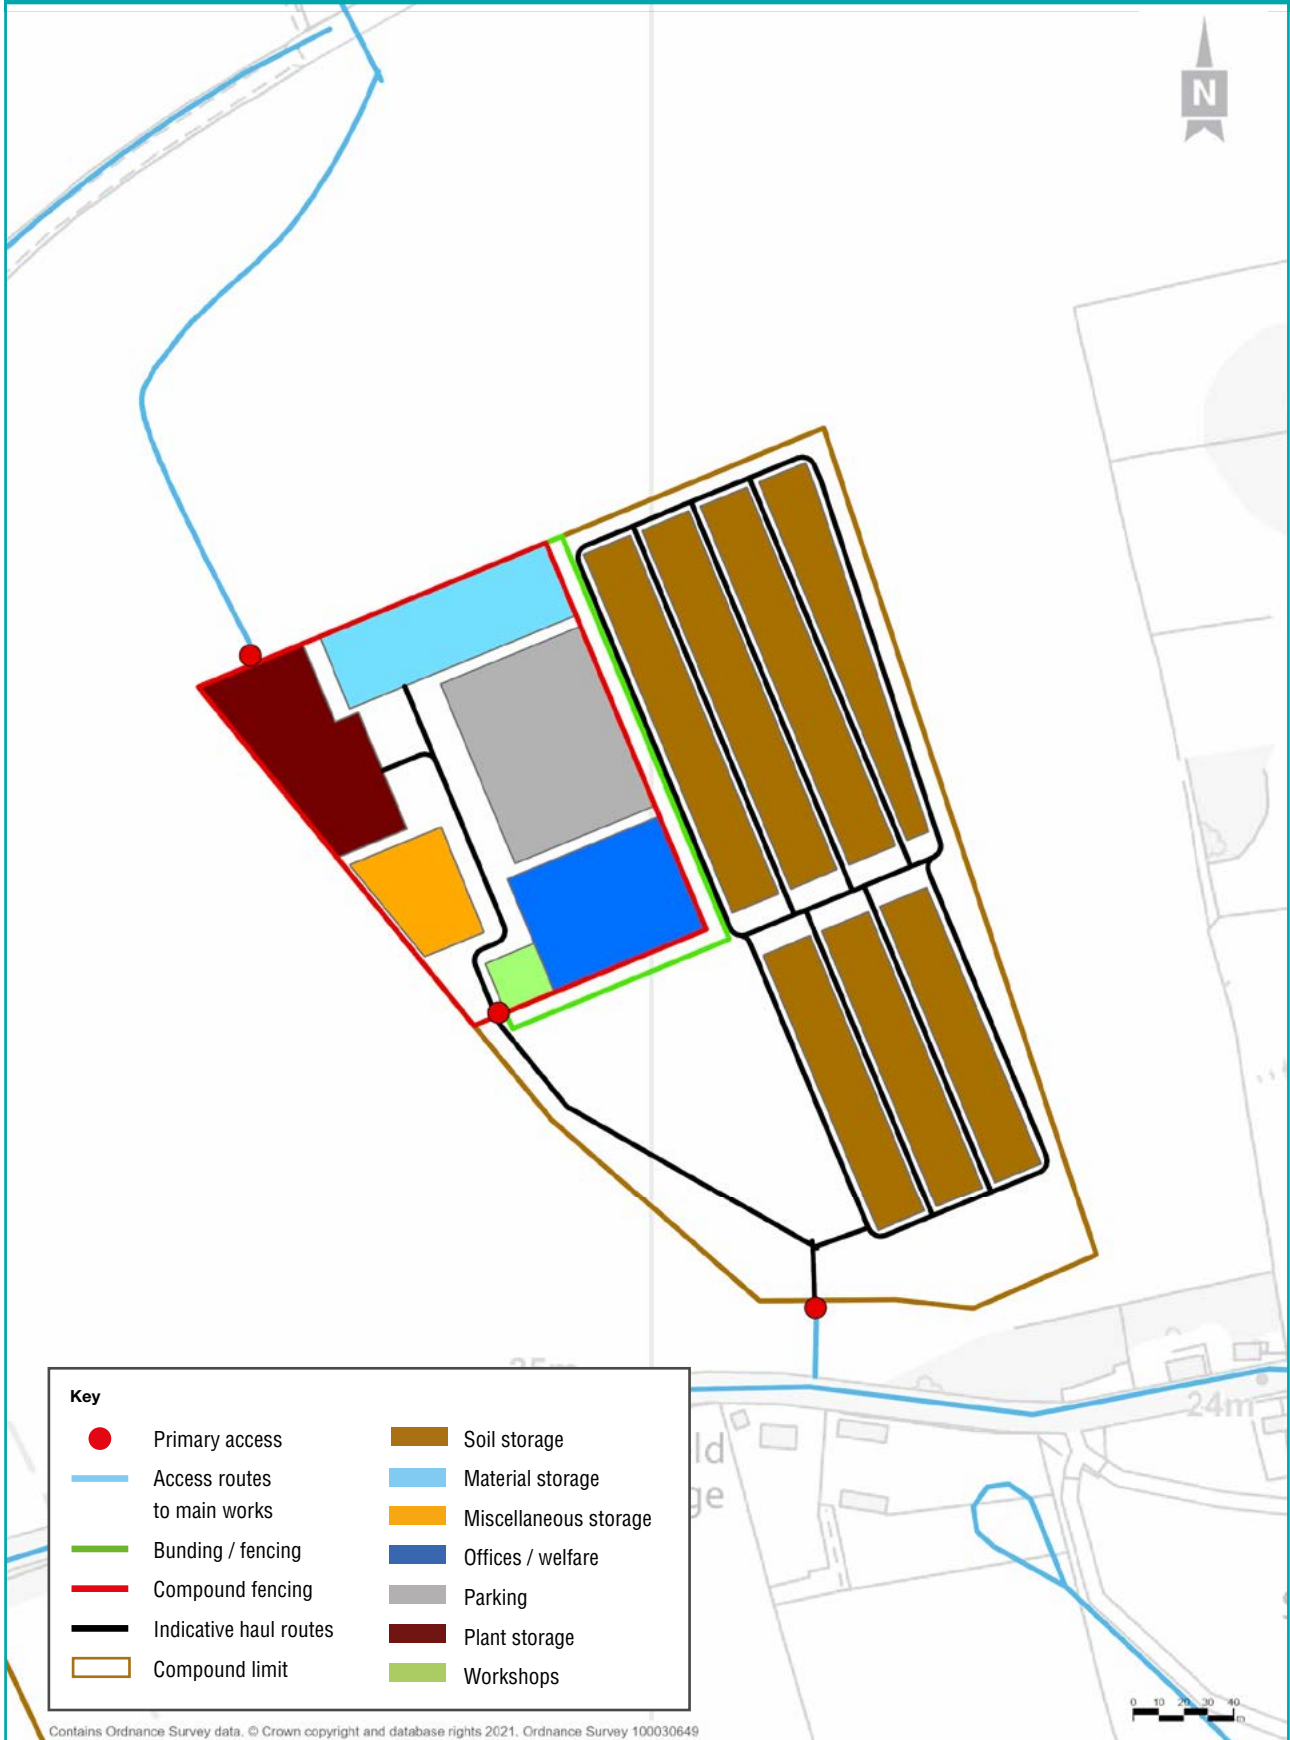 N
24m
ld
ge
Key
Primary access
Access routes
to main works
Bunding / fencing
Compound fencing
Indicative haul routes
Compound limit
Soil storage
Material storage
Miscellaneous storage
Offices / welfare
Parking
Plant storage
Workshops
0 10 20 30 40
m
Contains Ordnance Survey data. © Crown copyright and database rights 2021. Ordnance Survey 100030649